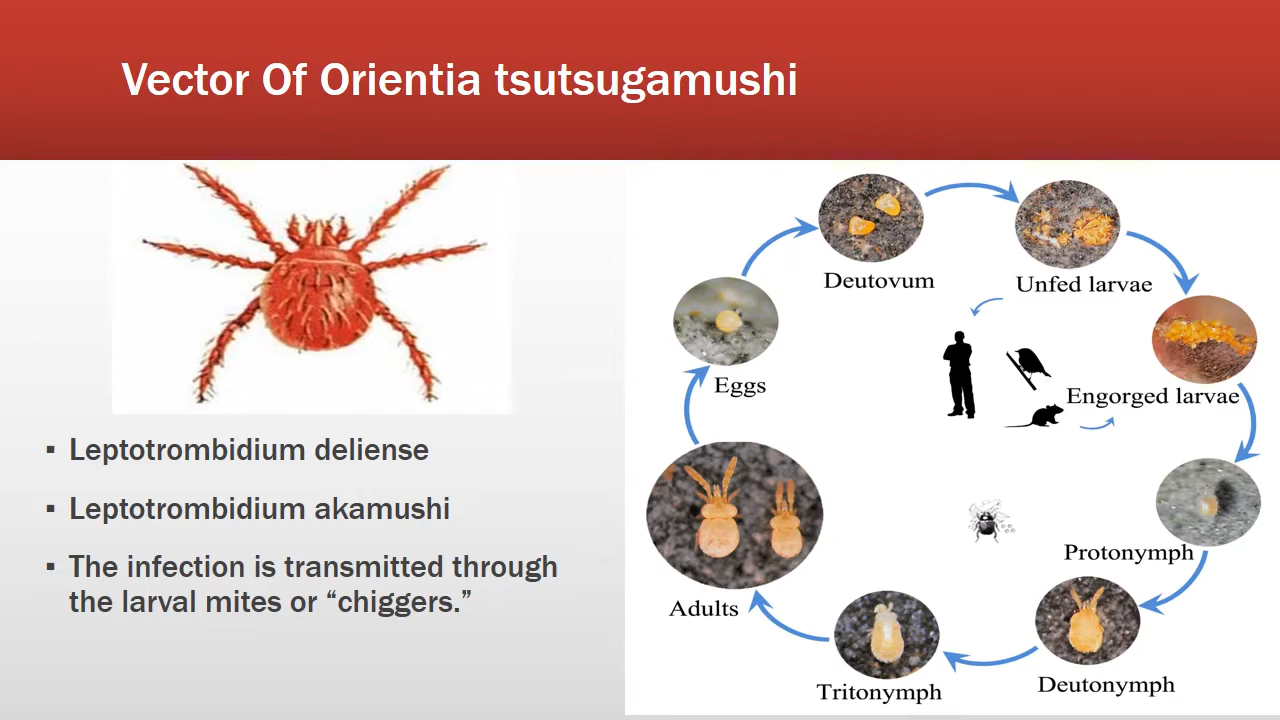 Vector Of Orientia tsutsugamushi
▪ Leptotrombidium deliense
▪ Leptotrombidium akamushi
▪ The infection is transmitted through
the larval mites or “chiggers.”
Deutovum
Unfed larvae
Eggs
Engorged larvae
Protonymph
Adults
Deutonymph
Tritonymph